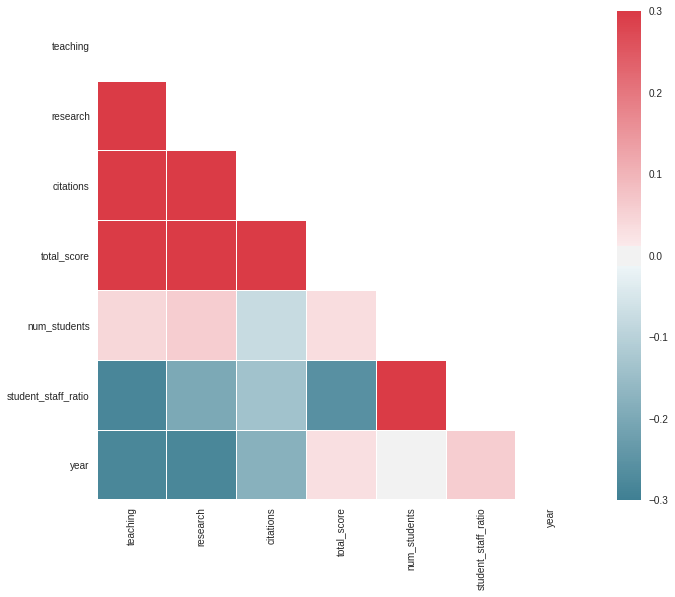 teaching
research
citations
total_score
num_students
student_staff_ratio
year
teaching
research
citations
total_score
num_students
student_staff_ratio
year
0.3
0.2
0.1
0.0
−0.1
−0.2
−0.3